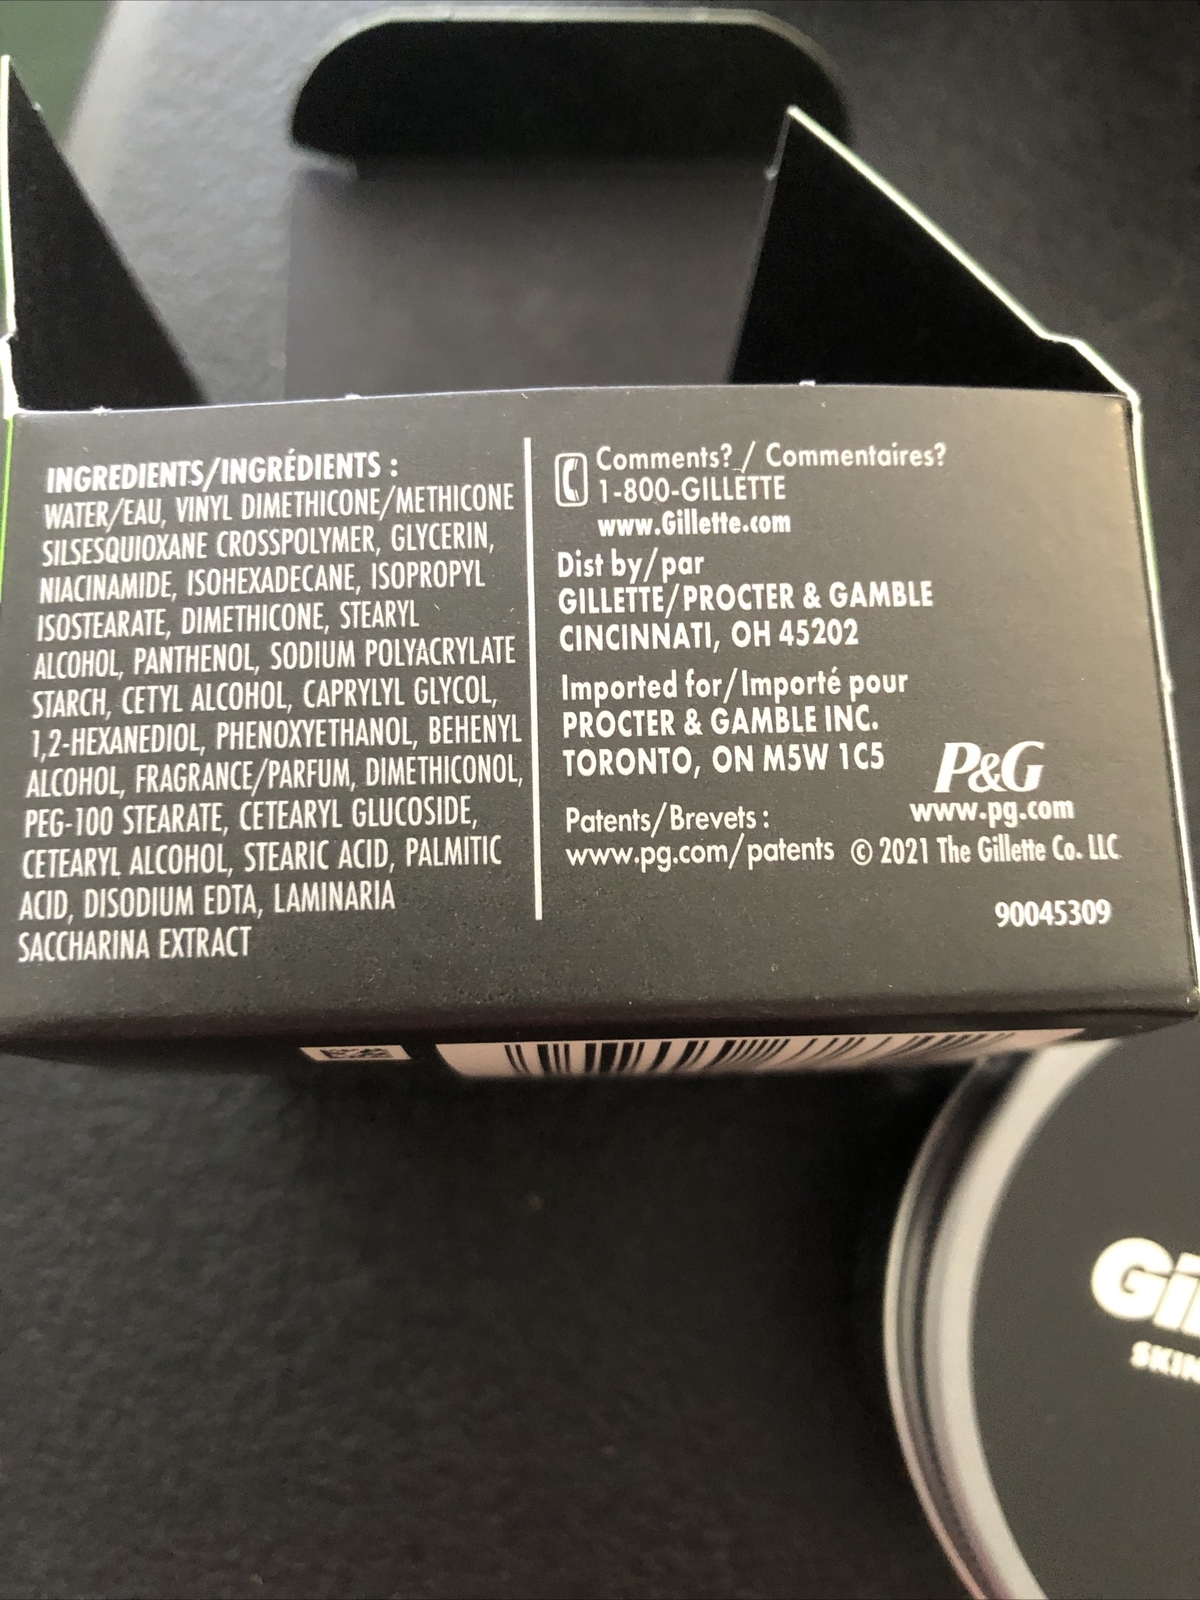 INGREDIENTS/INGRÉDIENTS :
WATER/EAU, VINYL DIMETHICONE/METHICONE
SILSESQUIOXANE CROSSPOLYMER, GLYCERIN,
NIACINAMIDE, ISOHEXADECANE, ISOPROPYL
ISOSTEARATE, DIMETHICONE, STEARYL
ALCOHOL, PANTHENOL, SODIUM POLYACRYLATE
STARCH, CETYL ALCOHOL, CAPRYLYL GLYCOL,
1,2-HEXANEDIOL, PHENOXYETHANOL, BEHENYL
ALCOHOL, FRAGRANCE/PARFUM, DIMETHICONOL,
PEG-100 STEARATE, CETEARYL GLUCOSIDE,
CETEARYL ALCOHOL, STEARIC ACID, PALMITIC
ACID, DISODIUM EDTA, LAMINARIA
SACCHARINA EXTRACT
Comments? / Commentaires?
1-800-GILLETTE
www.Gillette.com
Dist by/par
GILLETTE/PROCTER & GAMBLE
CINCINNATI, OH 45202
Imported for/Importé pour
PROCTER & GAMBLE INC.
TORONTO, ON M5W 1C5
P&G
www.pg.com
Patents/Brevets :
www.pg.com/patents © 2021 The Gillette Co. LLC
90045309
SKIN